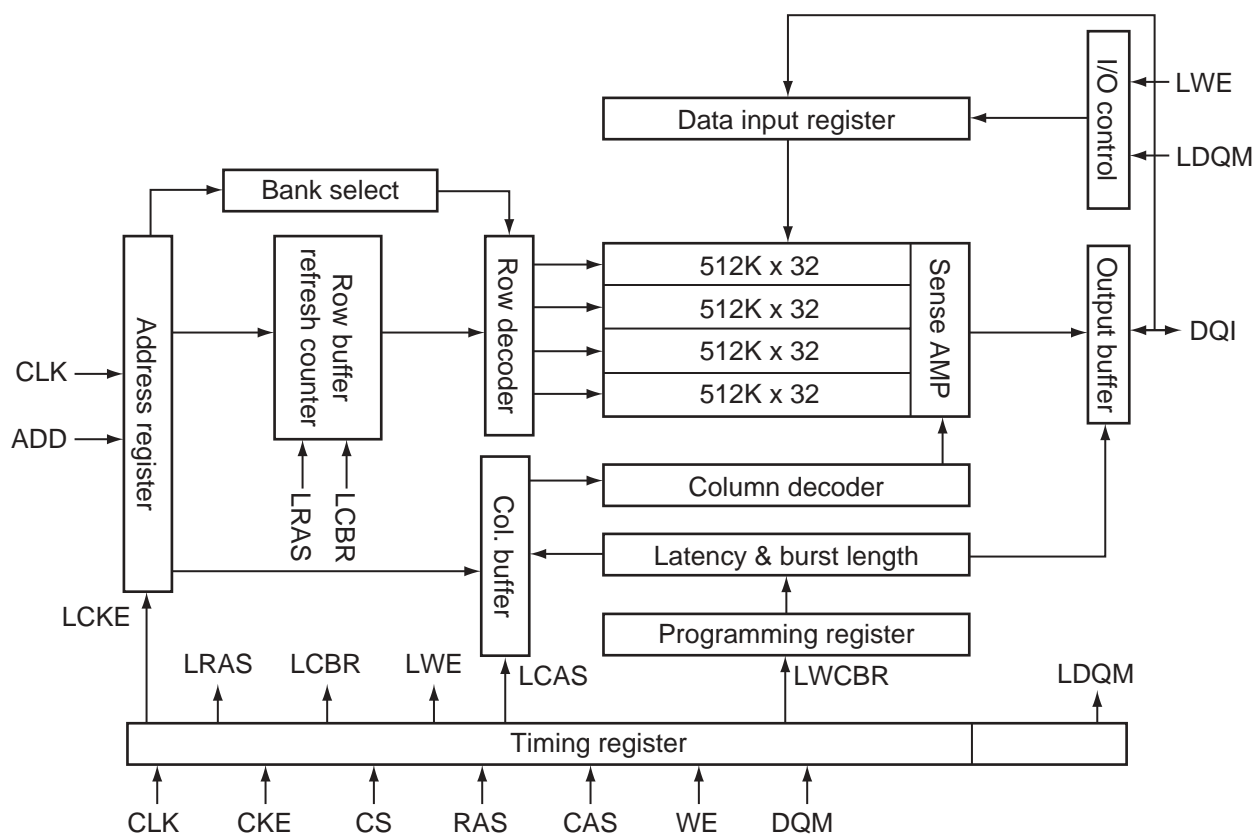 I/O control
LWE
Data input register
LDQM
Bank select
Address register
Row buffer
refresh counter
Row decoder
512K x 32
512K x 32
512K x 32
512K x 32
Sense AMP
Output buffer
DQI
CLK
ADD
LRAS
LCBR
Col. buffer
Column decoder
Latency & burst length
Programming register
LCKE
LRAS
LCBR
LWE
LCAS
LWCBR
LDQM
Timing register
CLK
CKE
CS
RAS
CAS
WE
DQM